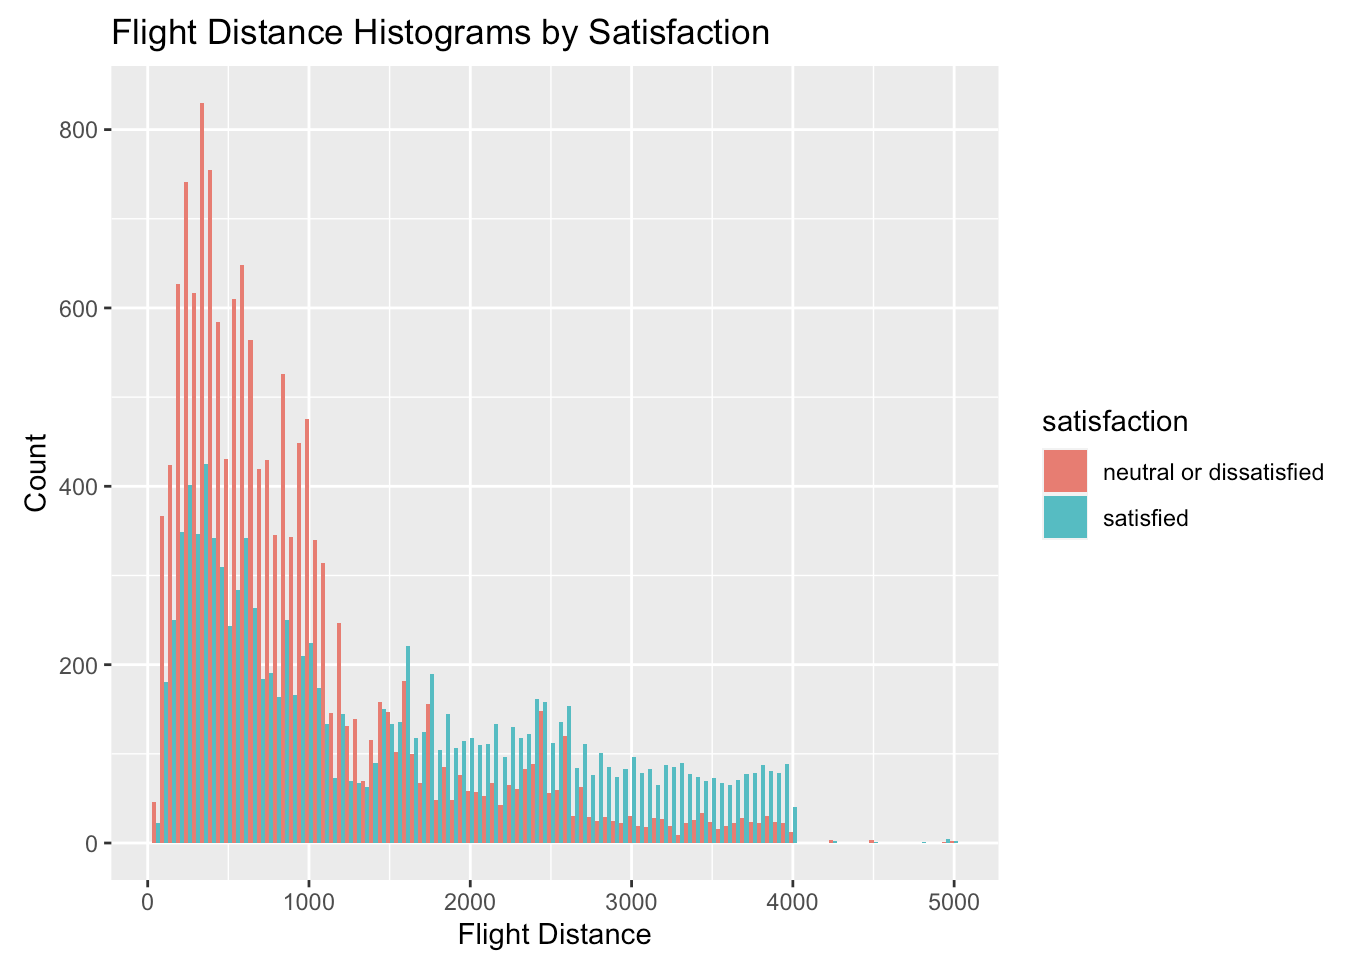 Flight Distance Histograms by Satisfaction
800
600
400
200
0
Count
0 1000 2000 3000 4000 5000
Flight Distance
satisfaction
neutral or dissatisfied
satisfied